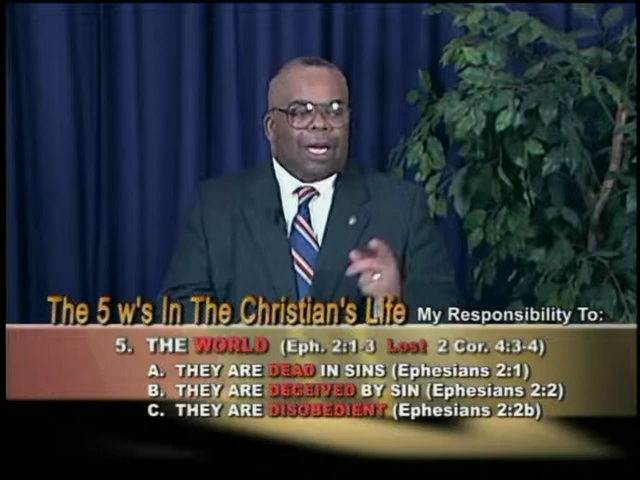 The 5 w's In The Christian's Life My Responsibility To:
5. THE WORLD (Eph. 2:1-3 Lost 2 Cor. 4:3-4)
A. THEY ARE DEAD IN SINS (Ephesians 2:1)
B. THEY ARE DECEIVED BY SIN (Ephesians 2:2)
C. THEY ARE DISOBEDIENT (Ephesians 2:2b)